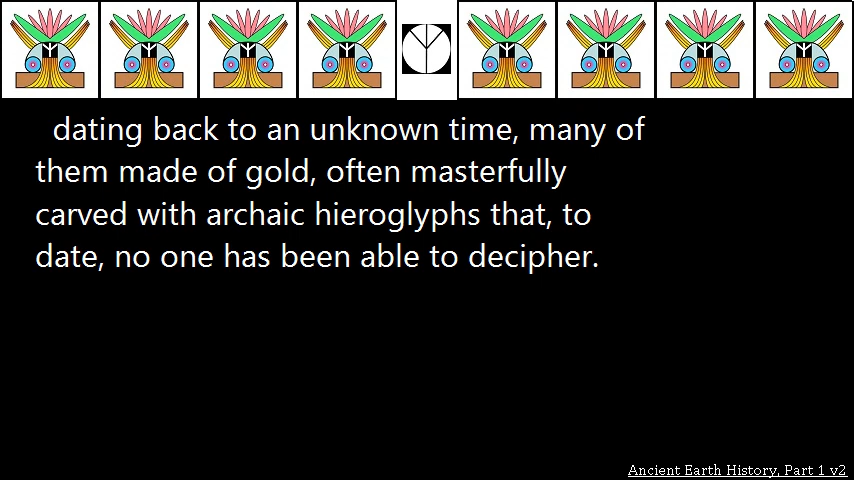 dating back to an unknown time, many of
them made of gold, often masterfully
carved with archaic hieroglyphs that, to
date, no one has been able to decipher.
Ancient Earth History, Part 1 v2